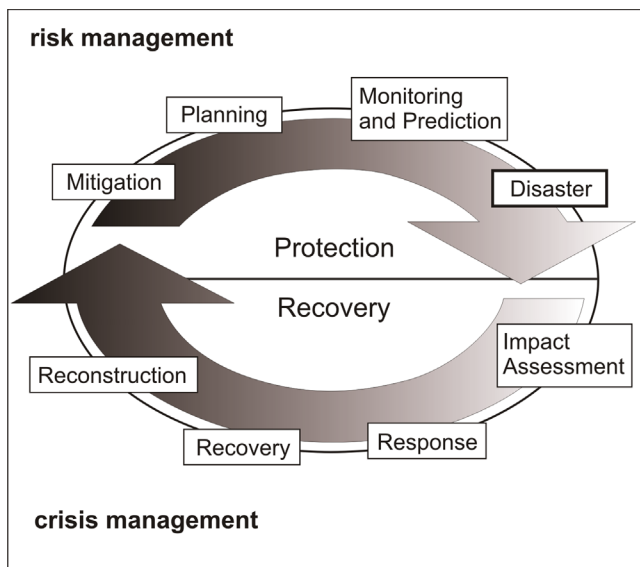 risk management
Planning
Monitoring
and Prediction
Mitigation
Disaster
Protection
Recovery
Impact
Assessment
Reconstruction
Recovery
Response
crisis management